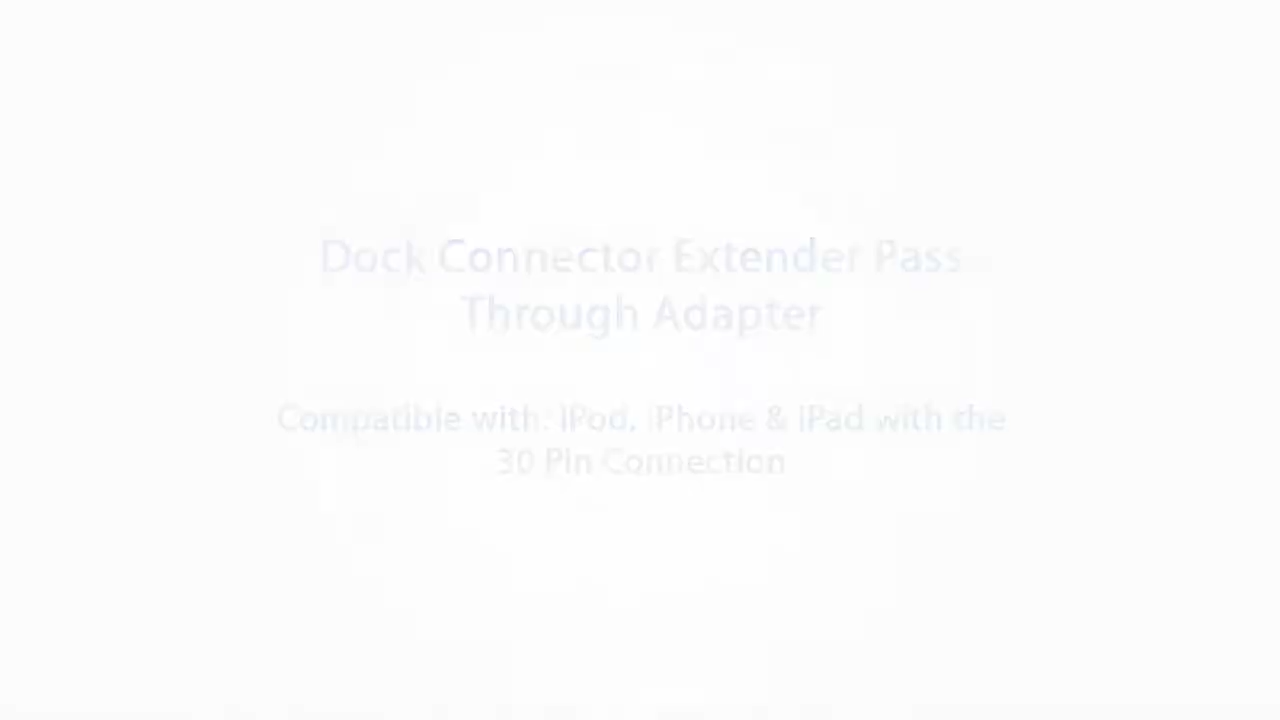 Dock Connector Extender Pass
Through Adapter
Compatible with: iPod, iPhone & iPad with the
30 Pin Connection